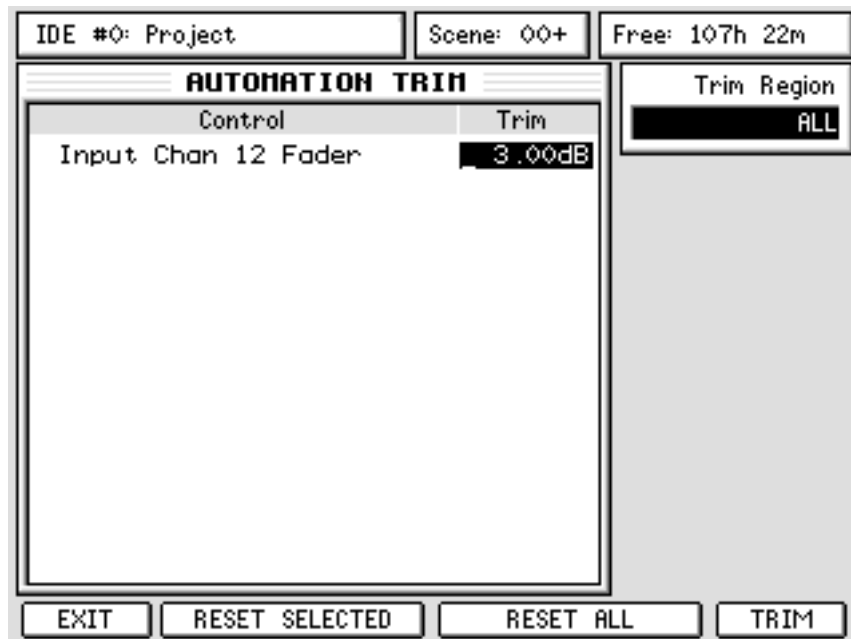 IDE #0: Project
Scene: 00+
Free: 107h 22m
AUTOMATION TRIM
Trim Region
ALL
Control Trim
Input Chan 12 Fader _ 3.00dB
EXIT RESET SELECTED RESET ALL TRIM